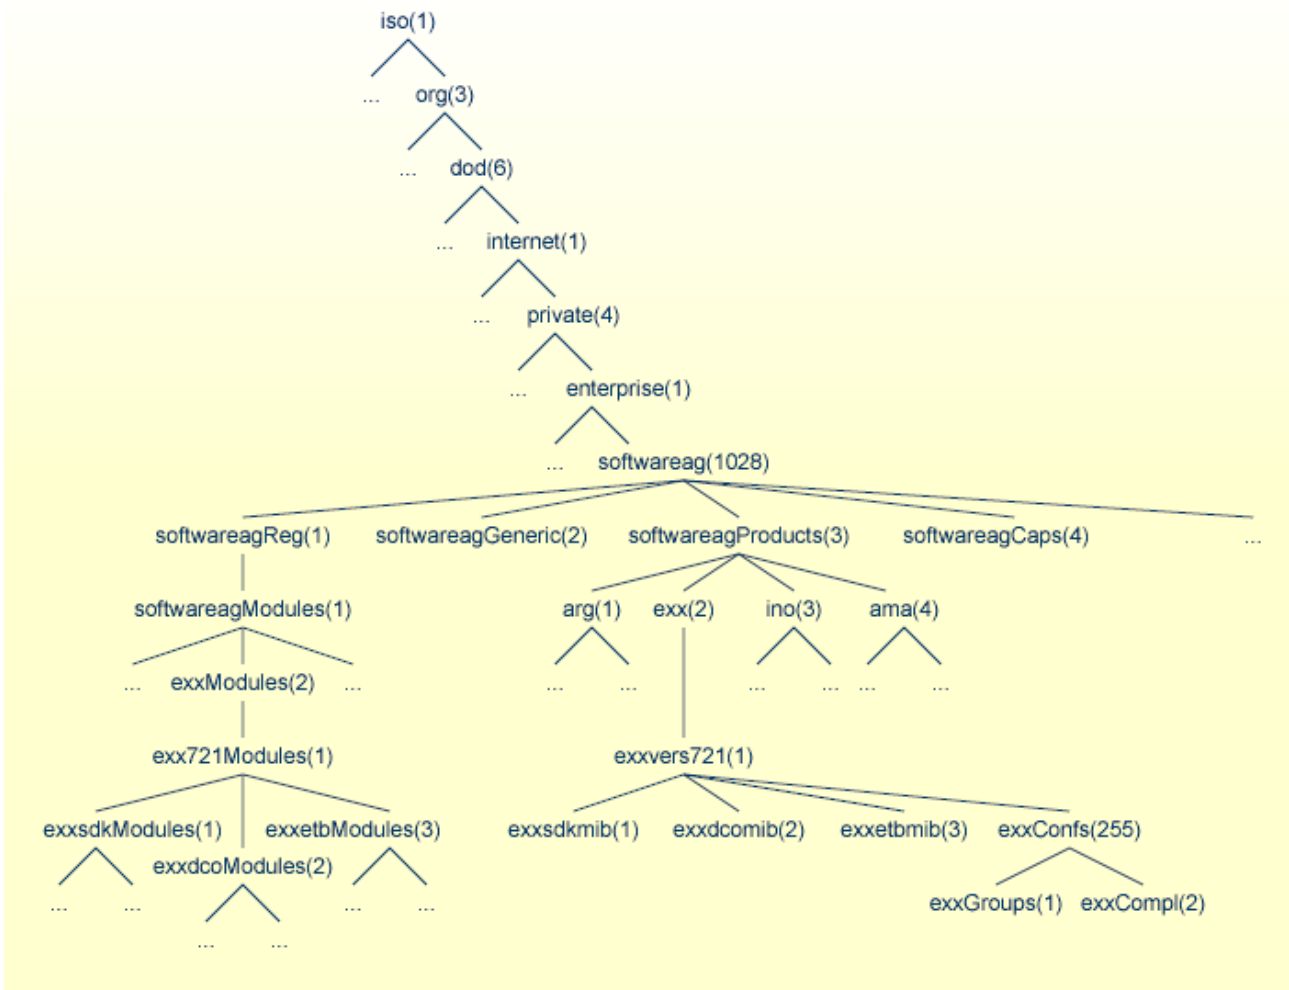 iso(1)
... org(3)
... dod(6)
... internet(1)
... private(4)
... enterprise(1)
... softwareag(1028)
softwareagReg(1) softwareagGeneric(2) softwareagProducts(3) softwareagCaps(4) ...
softwareagModules(1) arg(1) exx(2) ino(3) ama(4)
... exxModules(2) ... ... ... ... ... ... ...
exx721Modules(1) exxvers721(1)
exxsdkModules(1) exxetbModules(3) exxsdkmib(1) exxdcomib(2) exxetbmib(3) exxConfs(255)
exxdcoModules(2)
... ... ... ... exxGroups(1) exxCompl(2)
... ...